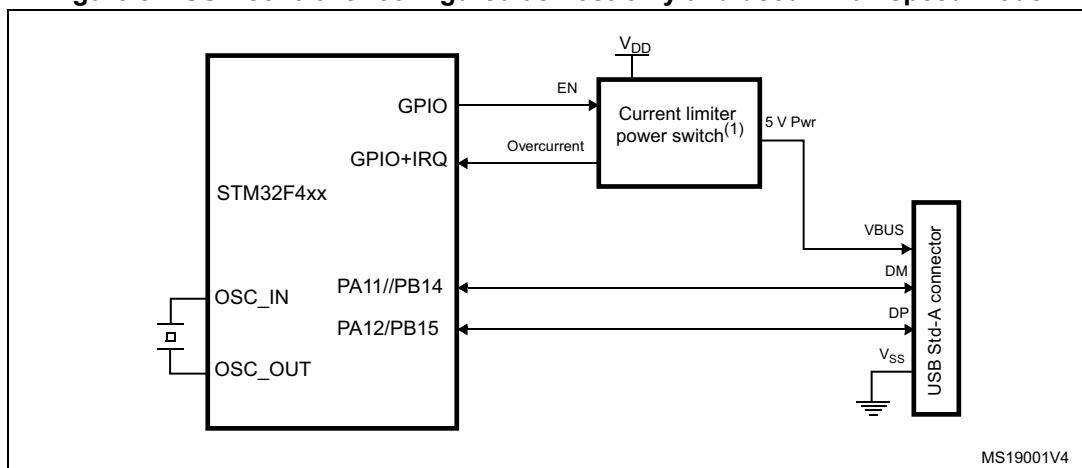 V_DD
EN
GPIO
Current limiter
power switch(1)
5 V Pwr
GPIO+IRQ
Overcurrent
STM32F4xx
VBUS
DM
PA11//PB14
OSC_IN
DP
PA12/PB15
V_SS
OSC_OUT
USB Std-A connector
MS19001V4